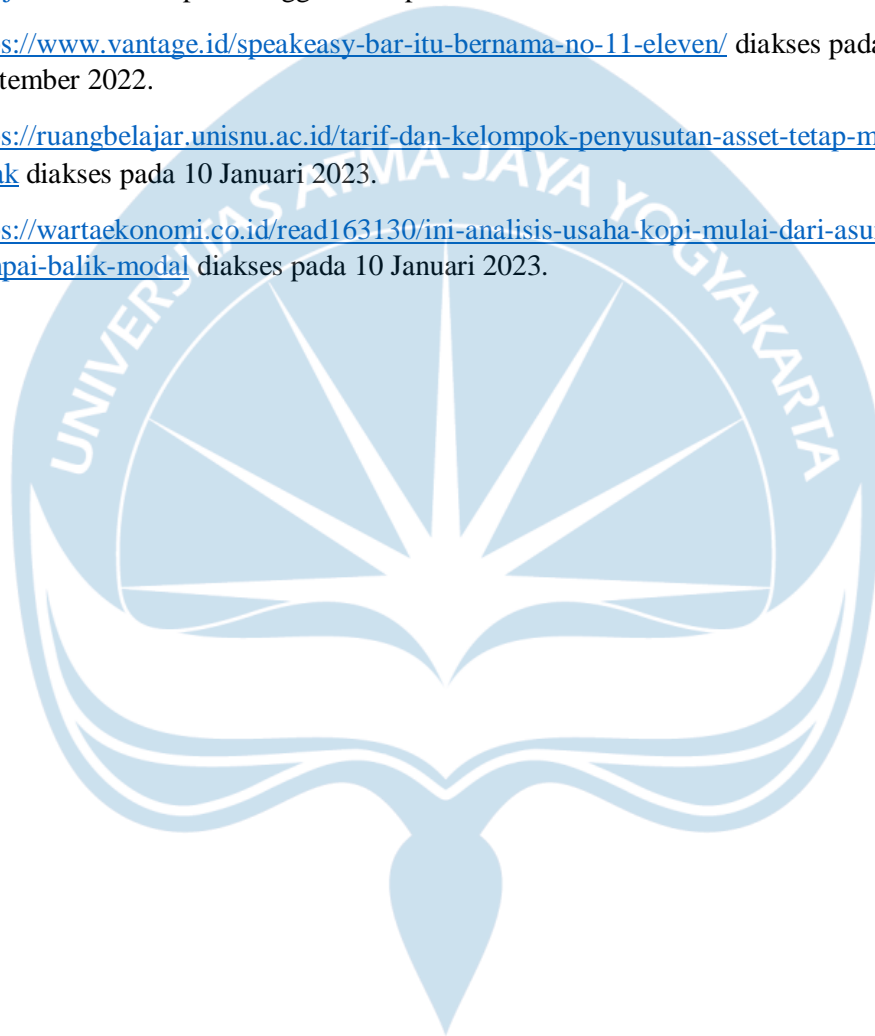 s://www.vantage.id/speakeasy-bar-itu-bernama-no-11-eleven/ diakses pada
tember 2022.
s://ruangbelajar.unisnu.ac.id/tarif-dan-kelompok-penyusutan-asset-tetap-m
ak diakses pada 10 Januari 2023.
s://wartaekonomi.co.id/read163130/ini-analisis-usaha-kopi-mulai-dari-asu
pai-balik-modal diakses pada 10 Januari 2023.
UNIVERSITAS ATMA JAYA YOGYAKARTA